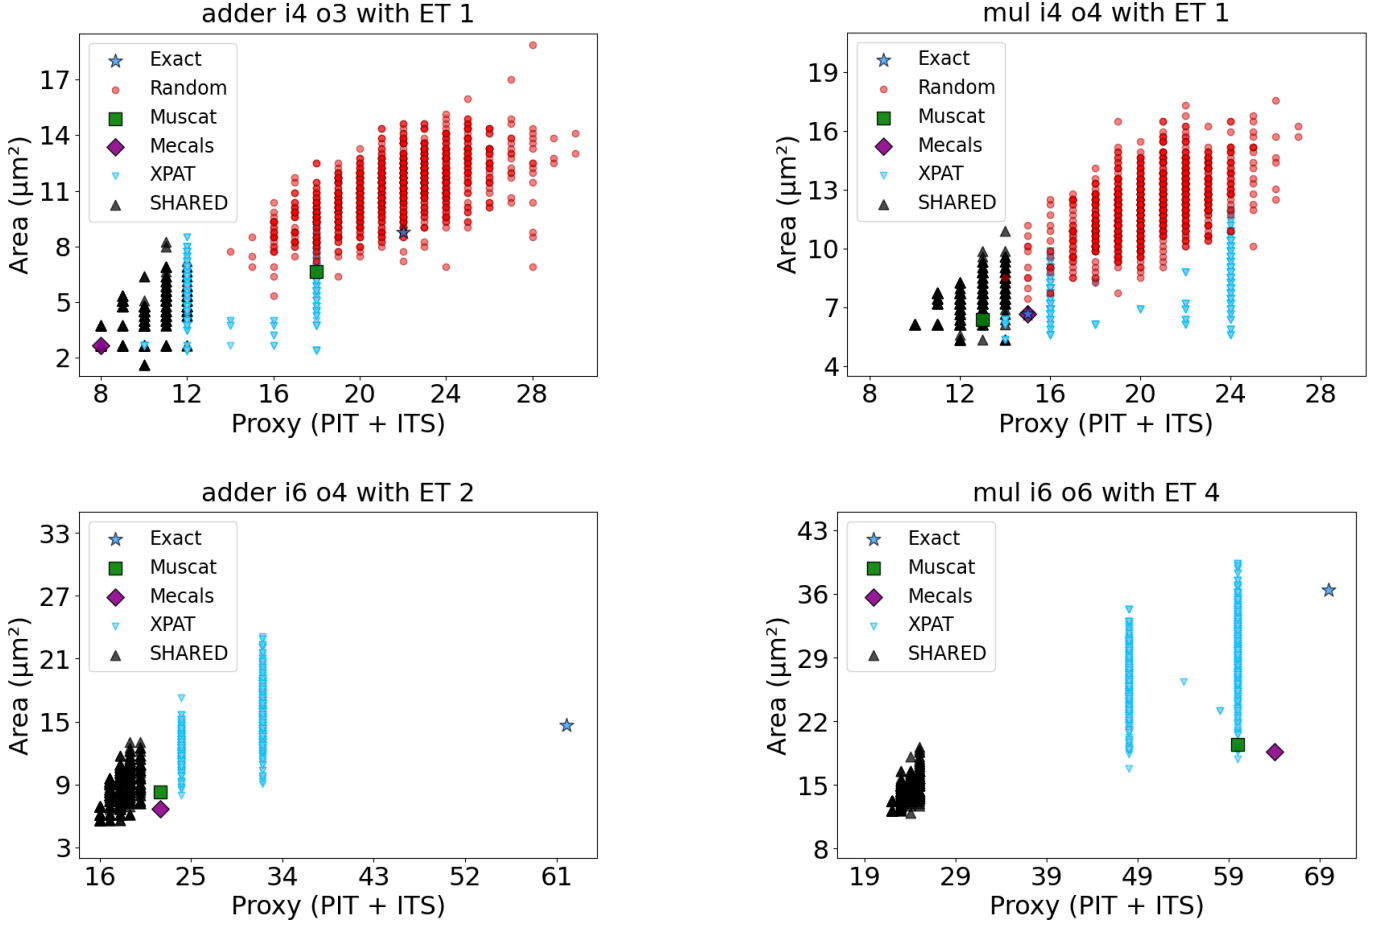 adder i4 o3 with ET 1
Area (µm²)
17
14
11
8
5
2
Exact
Random
Muscat
Mecals
XPAT
SHARED
8 12 16 20 24 28
Proxy (PIT + ITS)
mul i4 o4 with ET 1
Area (µm²)
19
16
13
10
7
4
Exact
Random
Muscat
Mecals
XPAT
SHARED
8 12 16 20 24 28
Proxy (PIT + ITS)
adder i6 o4 with ET 2
Area (µm²)
33
27
21
15
9
3
Exact
Muscat
Mecals
XPAT
SHARED
16 25 34 43 52 61
Proxy (PIT + ITS)
mul i6 o6 with ET 4
Area (µm²)
43
36
29
22
15
8
Exact
Muscat
Mecals
XPAT
SHARED
19 29 39 49 59 69
Proxy (PIT + ITS)